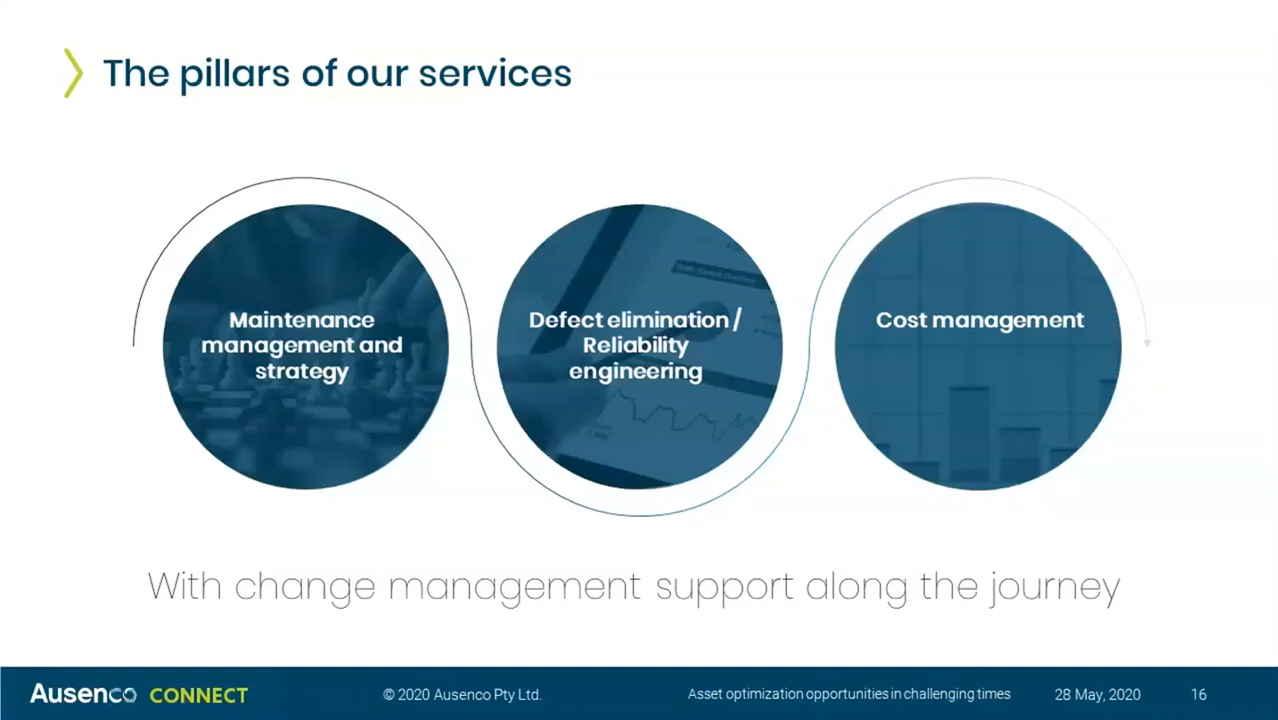 The pillars of our services
Maintenance
management and
strategy
Defect elimination /
Reliability
engineering
Cost management
With change management support along the journey
Ausenco CONNECT
© 2020 Ausenco Pty Ltd.
Asset optimization opportunities in challenging times
28 May, 2020
16